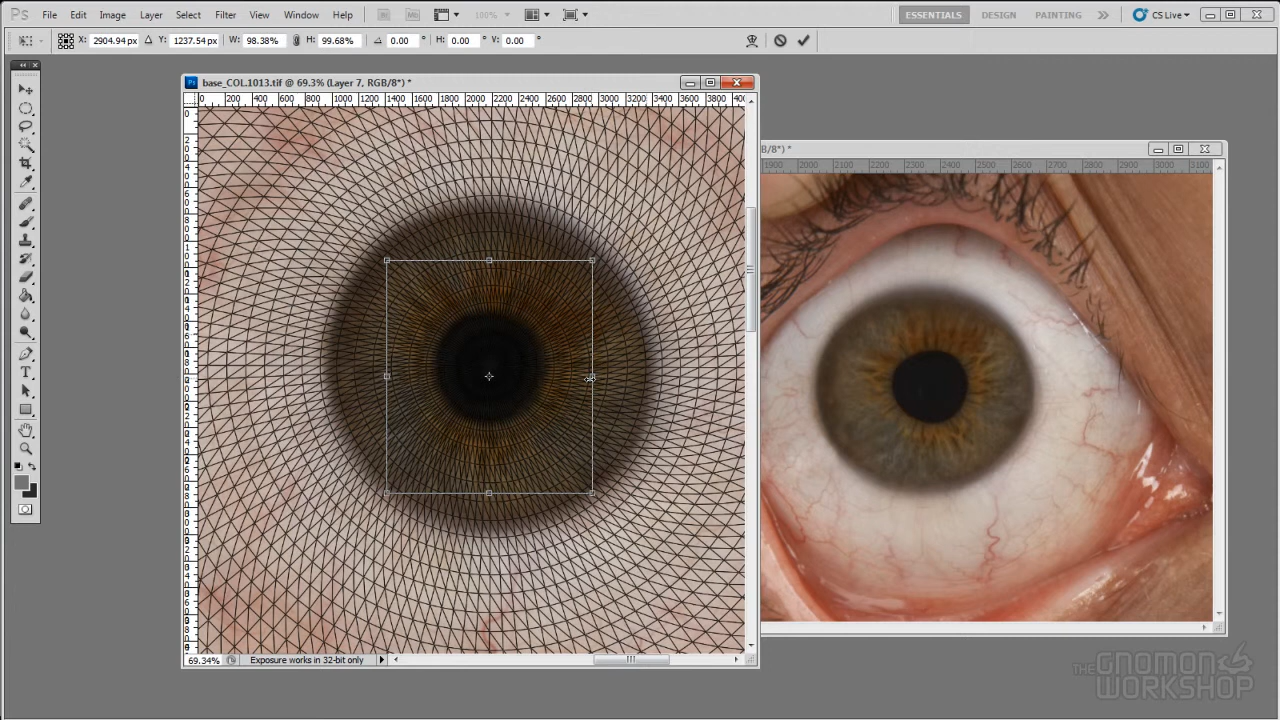 Ps File Edit Image Layer Select Filter View Window Help Br Mb 100% ESSENTIALS DESIGN PAINTING CS Live
X: 2904.94 px Y: 1237.54 px W: 98.38% H: 99.68% 0.00 ° H: 0.00 ° V: 0.00 °
base_COL.1013.tif @ 69.3% (Layer 7, RGB/8*) *
0 200 400 600 800 1000 1200 1400 1600 1800 2000 2200 2400 2600 2800 3000 3200 3400 3600 3800
B/8*) *
1900 2000 2100 2200 2300 2400 2500 2600 2700 2800 2900 3000 3100
T
69.34% Exposure works in 32-bit only
THE GNOMON
WORKSHOP